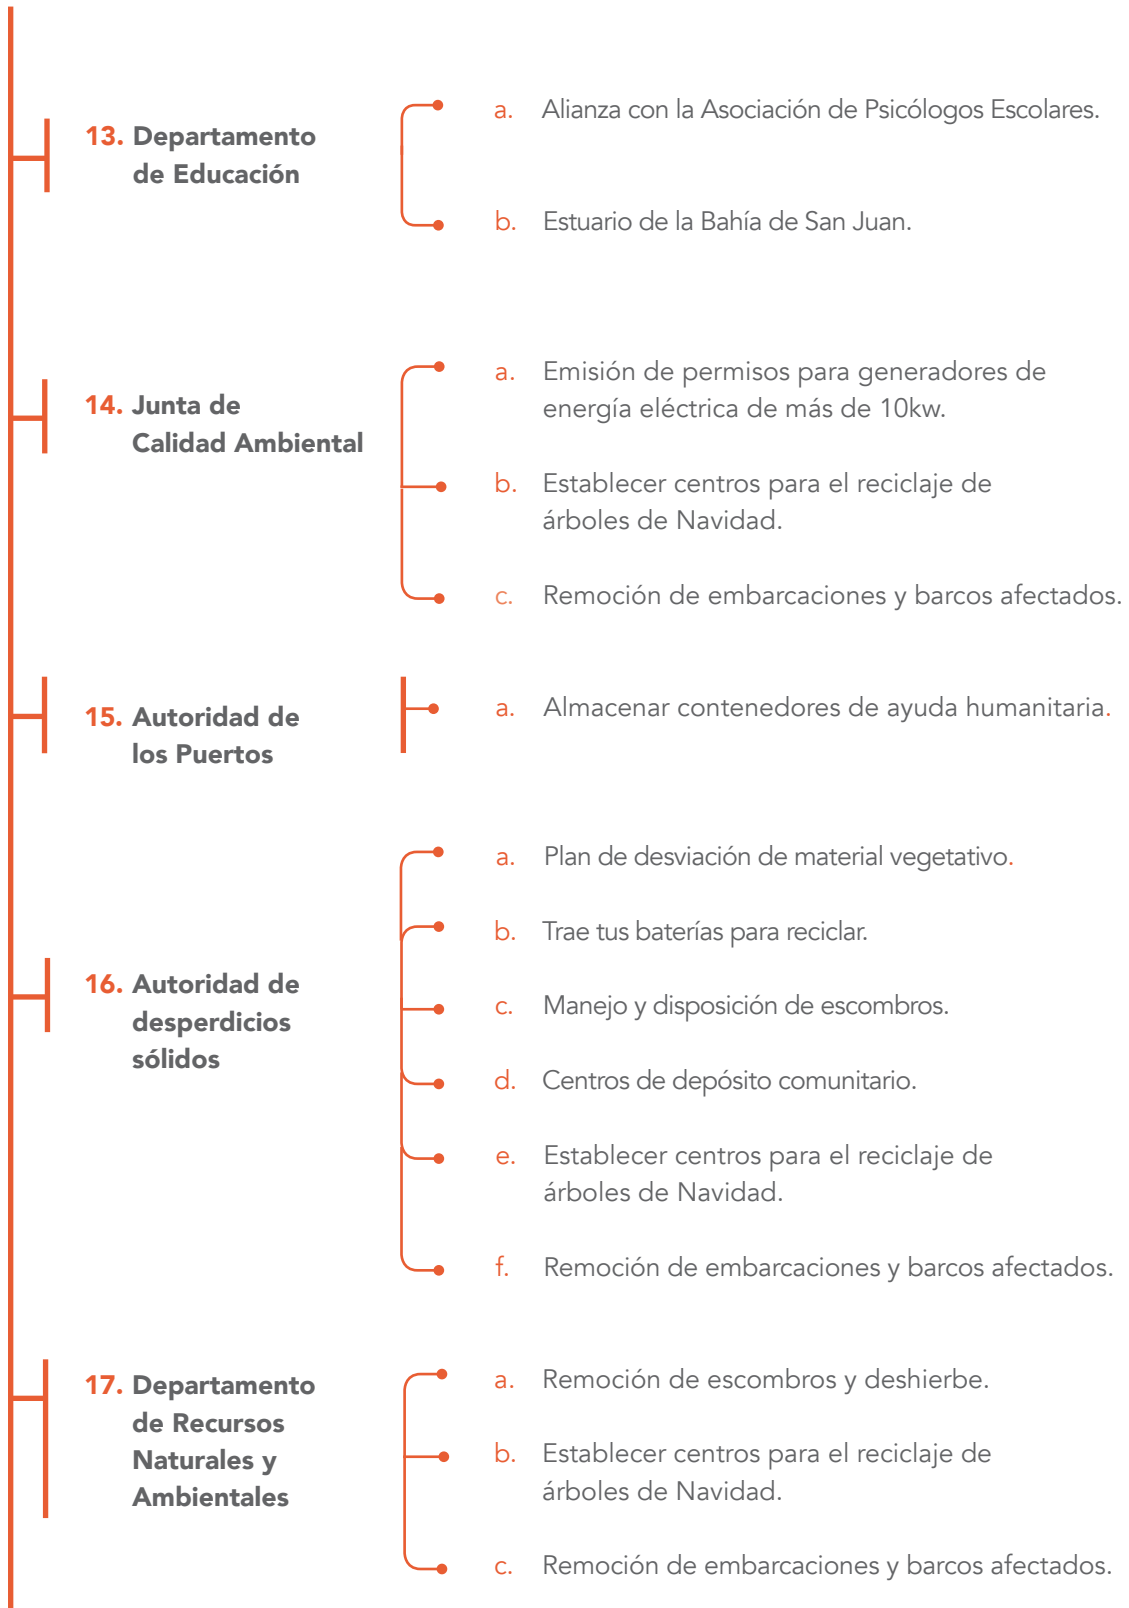 13. Departamento
de Educación
a. Alianza con la Asociación de Psicólogos Escolares.
b. Estuario de la Bahía de San Juan.
14. Junta de
Calidad Ambiental
a. Emisión de permisos para generadores de
energía eléctrica de más de 10kw.
b. Establecer centros para el reciclaje de
árboles de Navidad.
c. Remoción de embarcaciones y barcos afectados.
15. Autoridad de
los Puertos
a. Almacenar contenedores de ayuda humanitaria.
16. Autoridad de
desperdicios
sólidos
a. Plan de desviación de material vegetativo.
b. Trae tus baterías para reciclar.
c. Manejo y disposición de escombros.
d. Centros de depósito comunitario.
e. Establecer centros para el reciclaje de
árboles de Navidad.
f. Remoción de embarcaciones y barcos afectados.
17. Departamento
de Recursos
Naturales y
Ambientales
a. Remoción de escombros y deshierbe.
b. Establecer centros para el reciclaje de
árboles de Navidad.
c. Remoción de embarcaciones y barcos afectados.